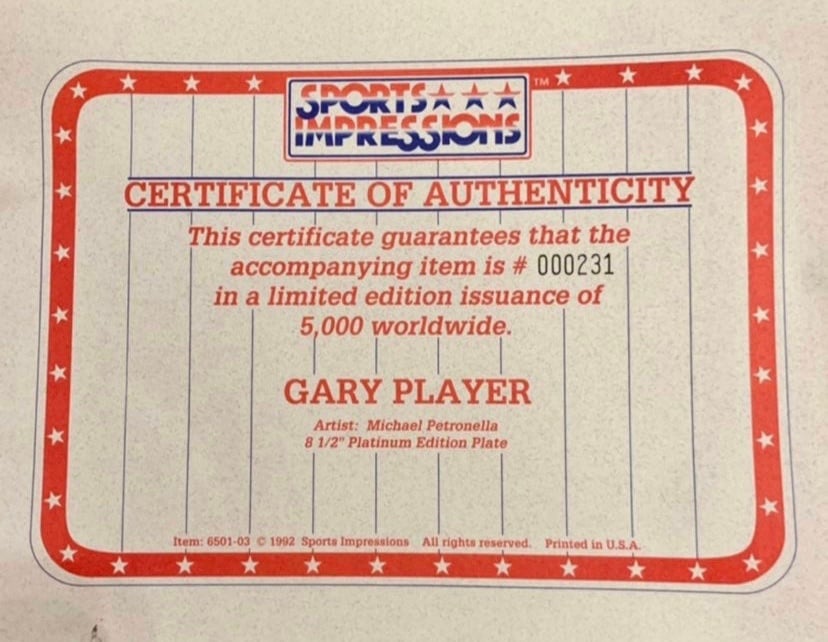 SPORTS
IMPRESSIONS
TM
CERTIFICATE OF AUTHENTICITY
This certificate guarantees that the
accompanying item is # 000231
in a limited edition issuance of
5,000 worldwide.
GARY PLAYER
Artist: Michael Petronella
8 1/2" Platinum Edition Plate
Item: 6501-03 © 1992 Sports Impressions All rights reserved. Printed in U.S.A.